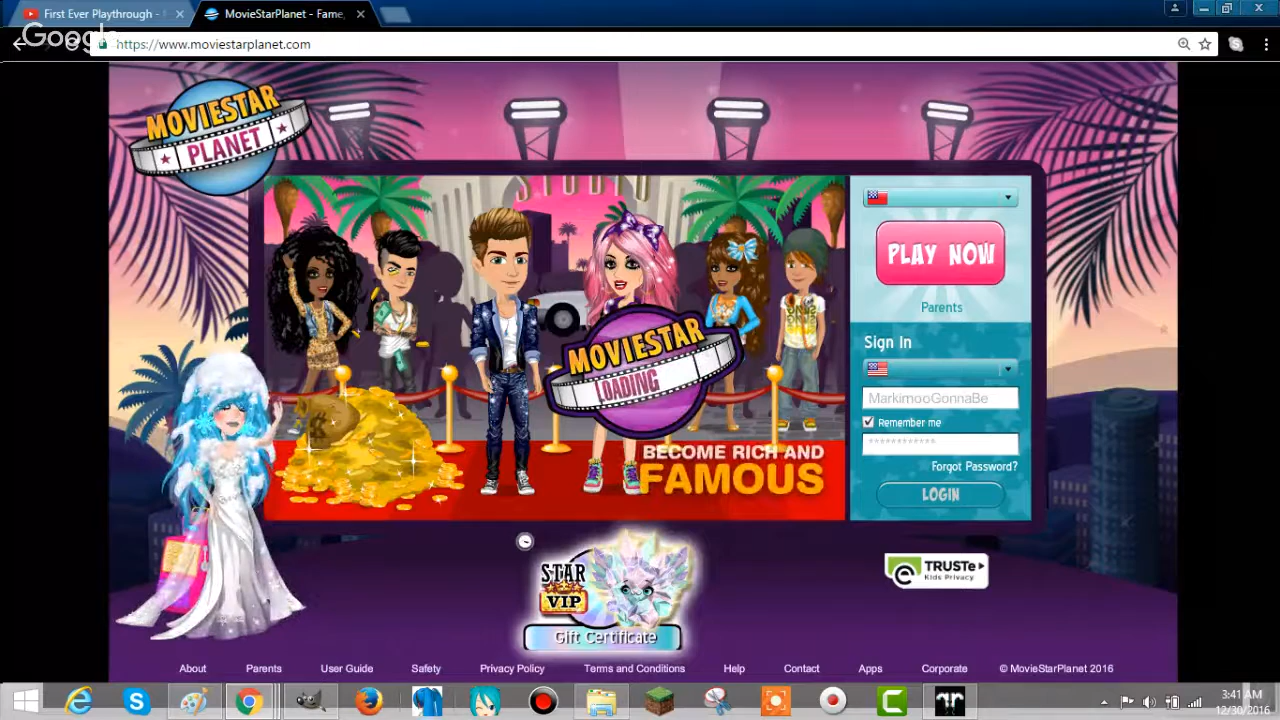 First Ever Playthrough -
MovieStarPlanet - Fame,
Google
https://www.moviestarplanet.com
MOVIESTAR
PLANET
STUDIO
PLAY NOW
Parents
Sign In
MarkimooGonnaBe
Remember me
************
Forgot Password?
LOGIN
MOVIESTAR
LOADING
BECOME RICH AND
FAMOUS
STAR
VIP
Gift Certificate
TRUSTe
Kids Privacy
About Parents User Guide Safety Privacy Policy Terms and Conditions Help Contact Apps Corporate © MovieStarPlanet 2016
3:41 AM
12/30/2016